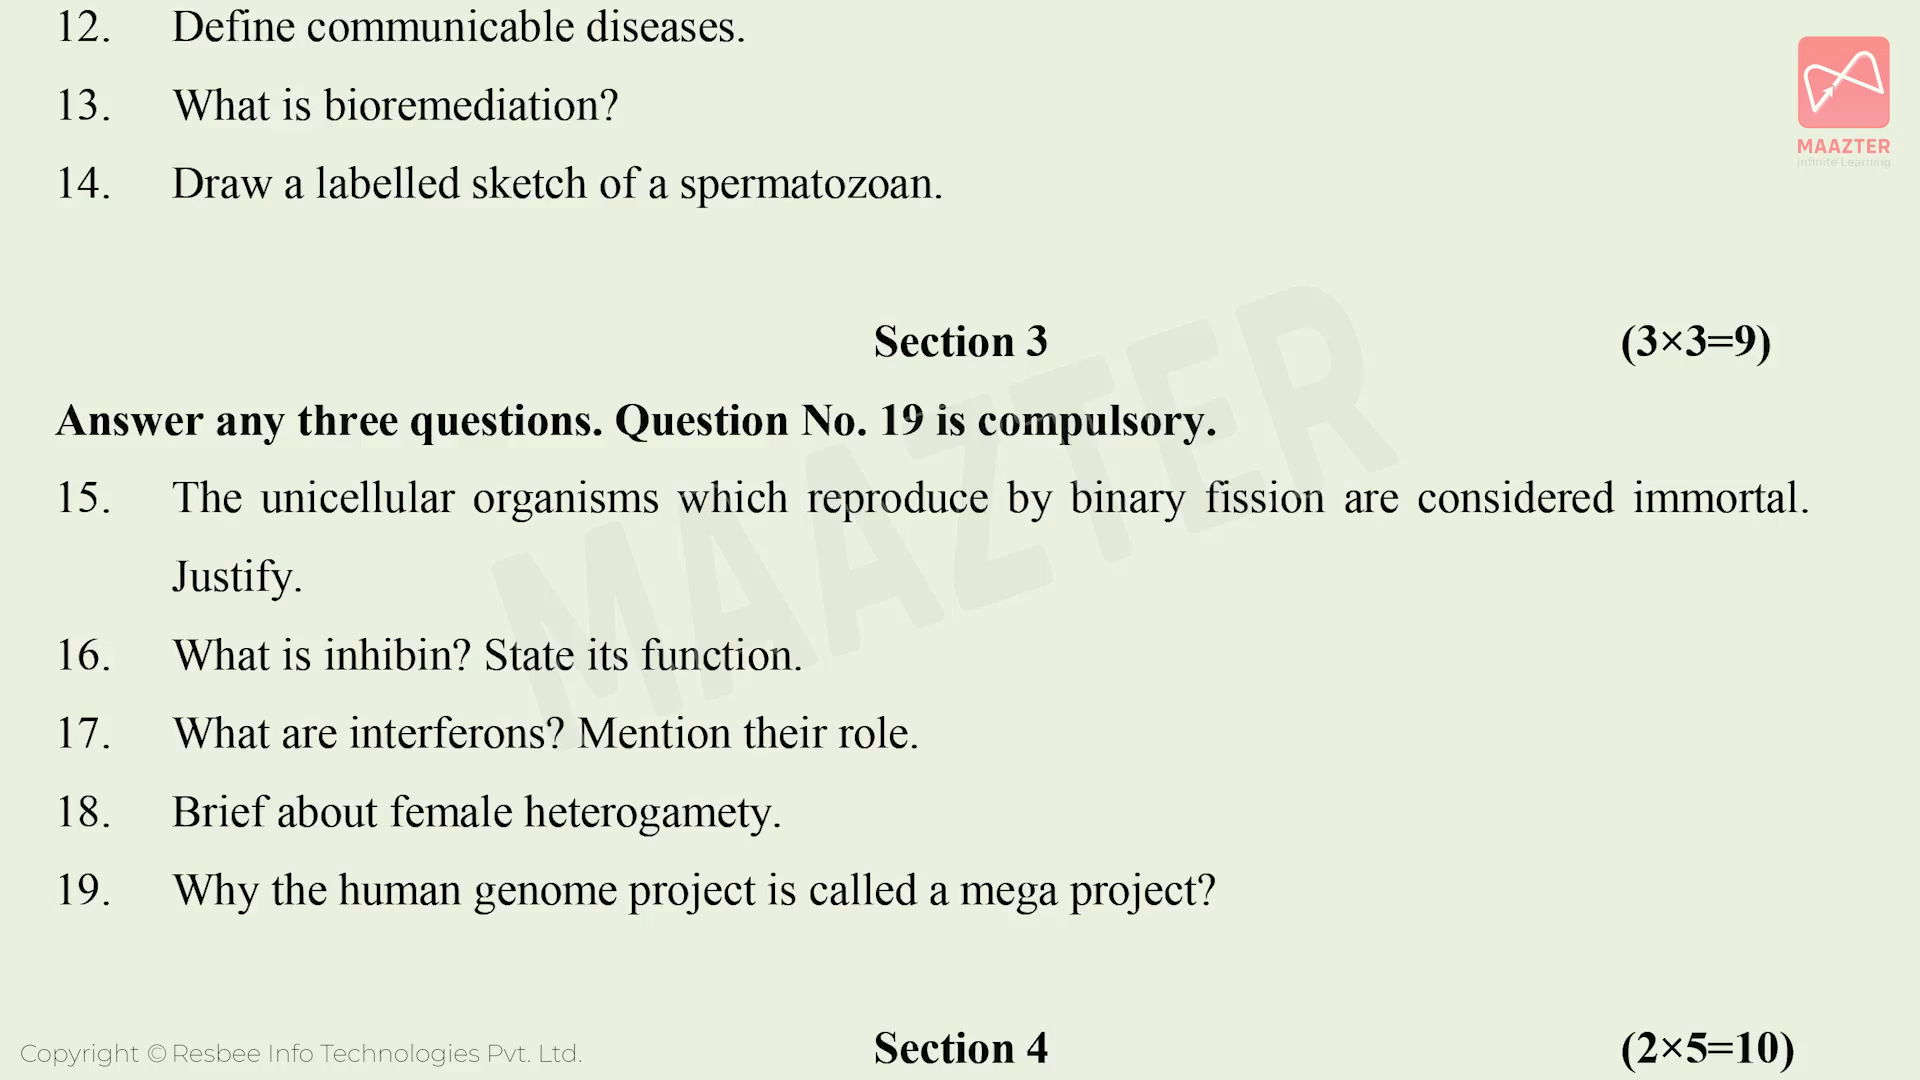 12. Define communicable diseases.
13. What is bioremediation?
14. Draw a labelled sketch of a spermatozoan.
MAAZTER
Infinite Learning
Section 3 (3×3=9)
Answer any three questions. Question No. 19 is compulsory.
15. The unicellular organisms which reproduce by binary fission are considered immortal.
Justify.
16. What is inhibin? State its function.
17. What are interferons? Mention their role.
18. Brief about female heterogamety.
19. Why the human genome project is called a mega project?
MAAZTER
Section 4 (2×5=10)
Copyright © Resbee Info Technologies Pvt. Ltd.